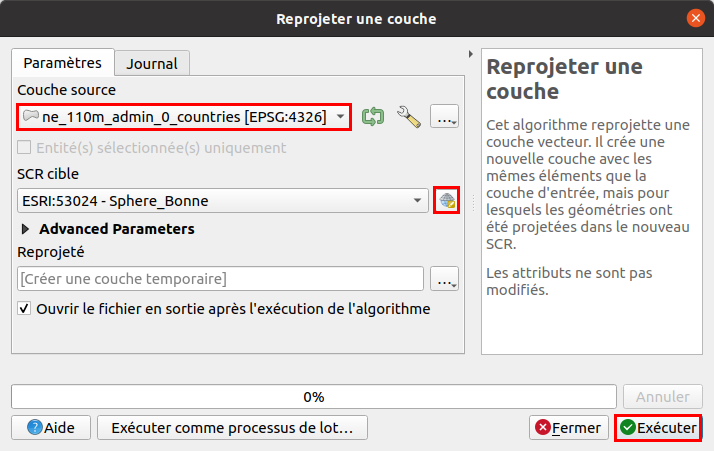 Reprojeter une couche
Paramètres
Journal
Couche source
ne_110m_admin_0_countries [EPSG:4326]
...
Entité(s) sélectionnée(s) uniquement
SCR cible
ESRI:53024 - Sphere_Bonne
Advanced Parameters
Reprojeté
[Créer une couche temporaire]
...
Ouvrir le fichier en sortie après l'exécution de l'algorithme
Reprojeter une
couche
Cet algorithme reprojette une
couche vecteur. Il crée une
nouvelle couche avec les
mêmes éléments que la
couche d'entrée, mais pour
lesquels les géométries ont
été projetées dans le nouveau
SCR.
Les attributs ne sont pas
modifiés.
0%
Annuler
Aide
Exécuter comme processus de lot...
Fermer
Exécuter